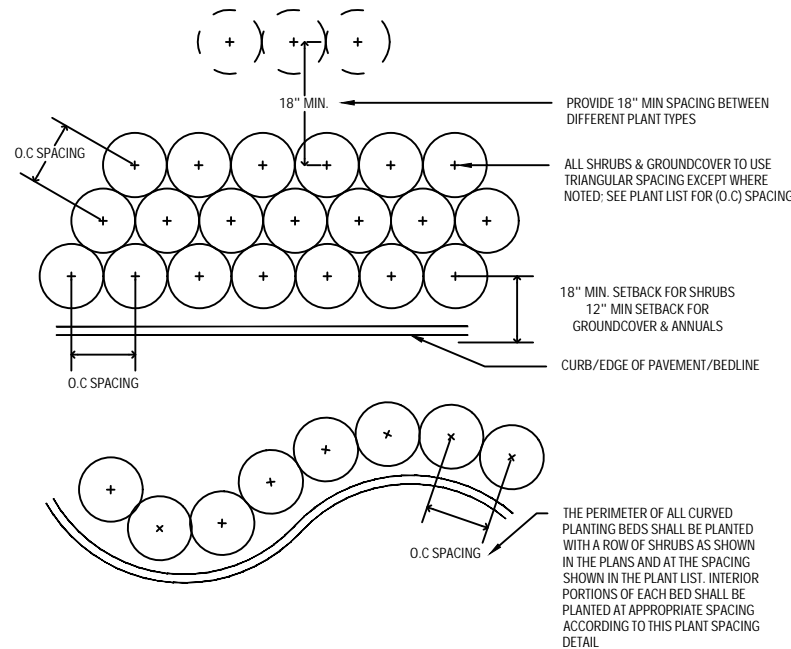 18" MIN.
PROVIDE 18" MIN SPACING BETWEEN
DIFFERENT PLANT TYPES
O.C SPACING
ALL SHRUBS & GROUNDCOVER TO USE
TRIANGULAR SPACING EXCEPT WHERE
NOTED; SEE PLANT LIST FOR (O.C) SPACING
18" MIN. SETBACK FOR SHRUBS
12" MIN SETBACK FOR
GROUNDCOVER & ANNUALS
CURB/EDGE OF PAVEMENT/BEDLINE
O.C SPACING
O.C SPACING
THE PERIMETER OF ALL CURVED
PLANTING BEDS SHALL BE PLANTED
WITH A ROW OF SHRUBS AS SHOWN
IN THE PLANS AND AT THE SPACING
SHOWN IN THE PLANT LIST. INTERIOR
PORTIONS OF EACH BED SHALL BE
PLANTED AT APPROPRIATE SPACING
ACCORDING TO THIS PLANT SPACING
DETAIL